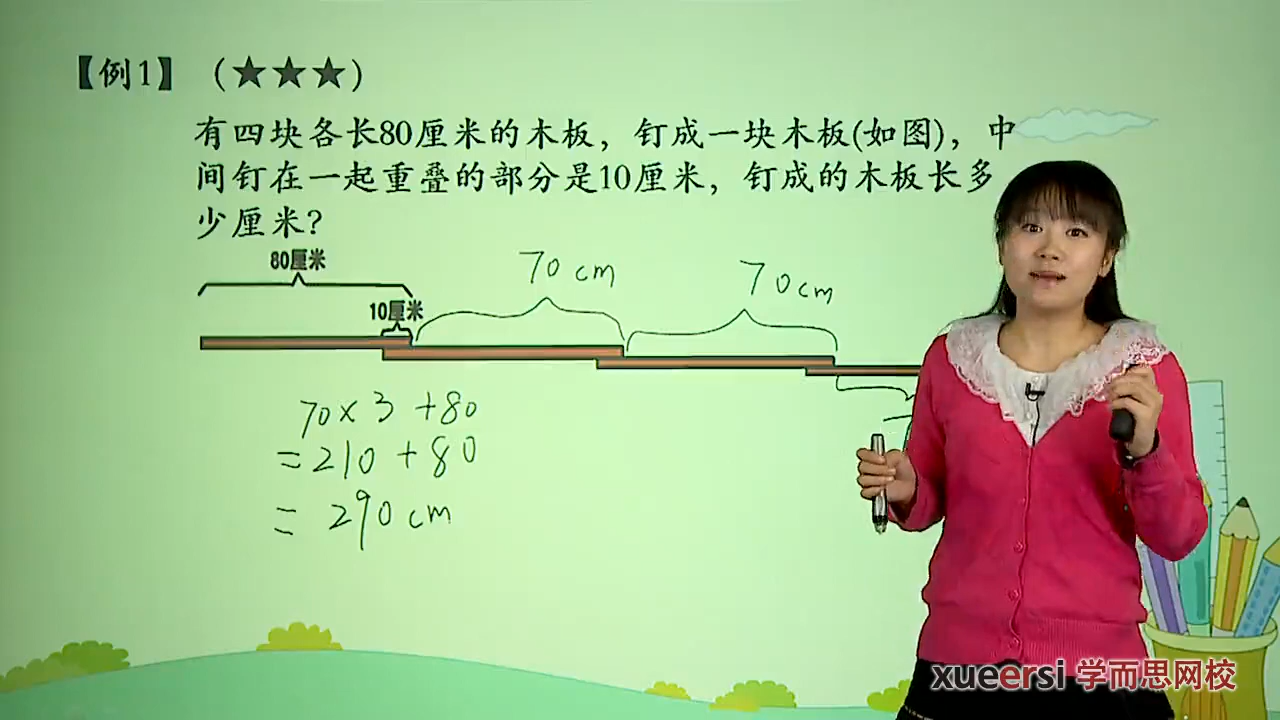 【例1】（★★★）
有四块各长80厘米的木板，钉成一块木板(如图)，中
间钉在一起重叠的部分是10厘米，钉成的木板长多
少厘米？
80厘米
70 cm
70 cm
10厘米
70×3+80
=210+80
= 290 cm
xueersi 学而思网校